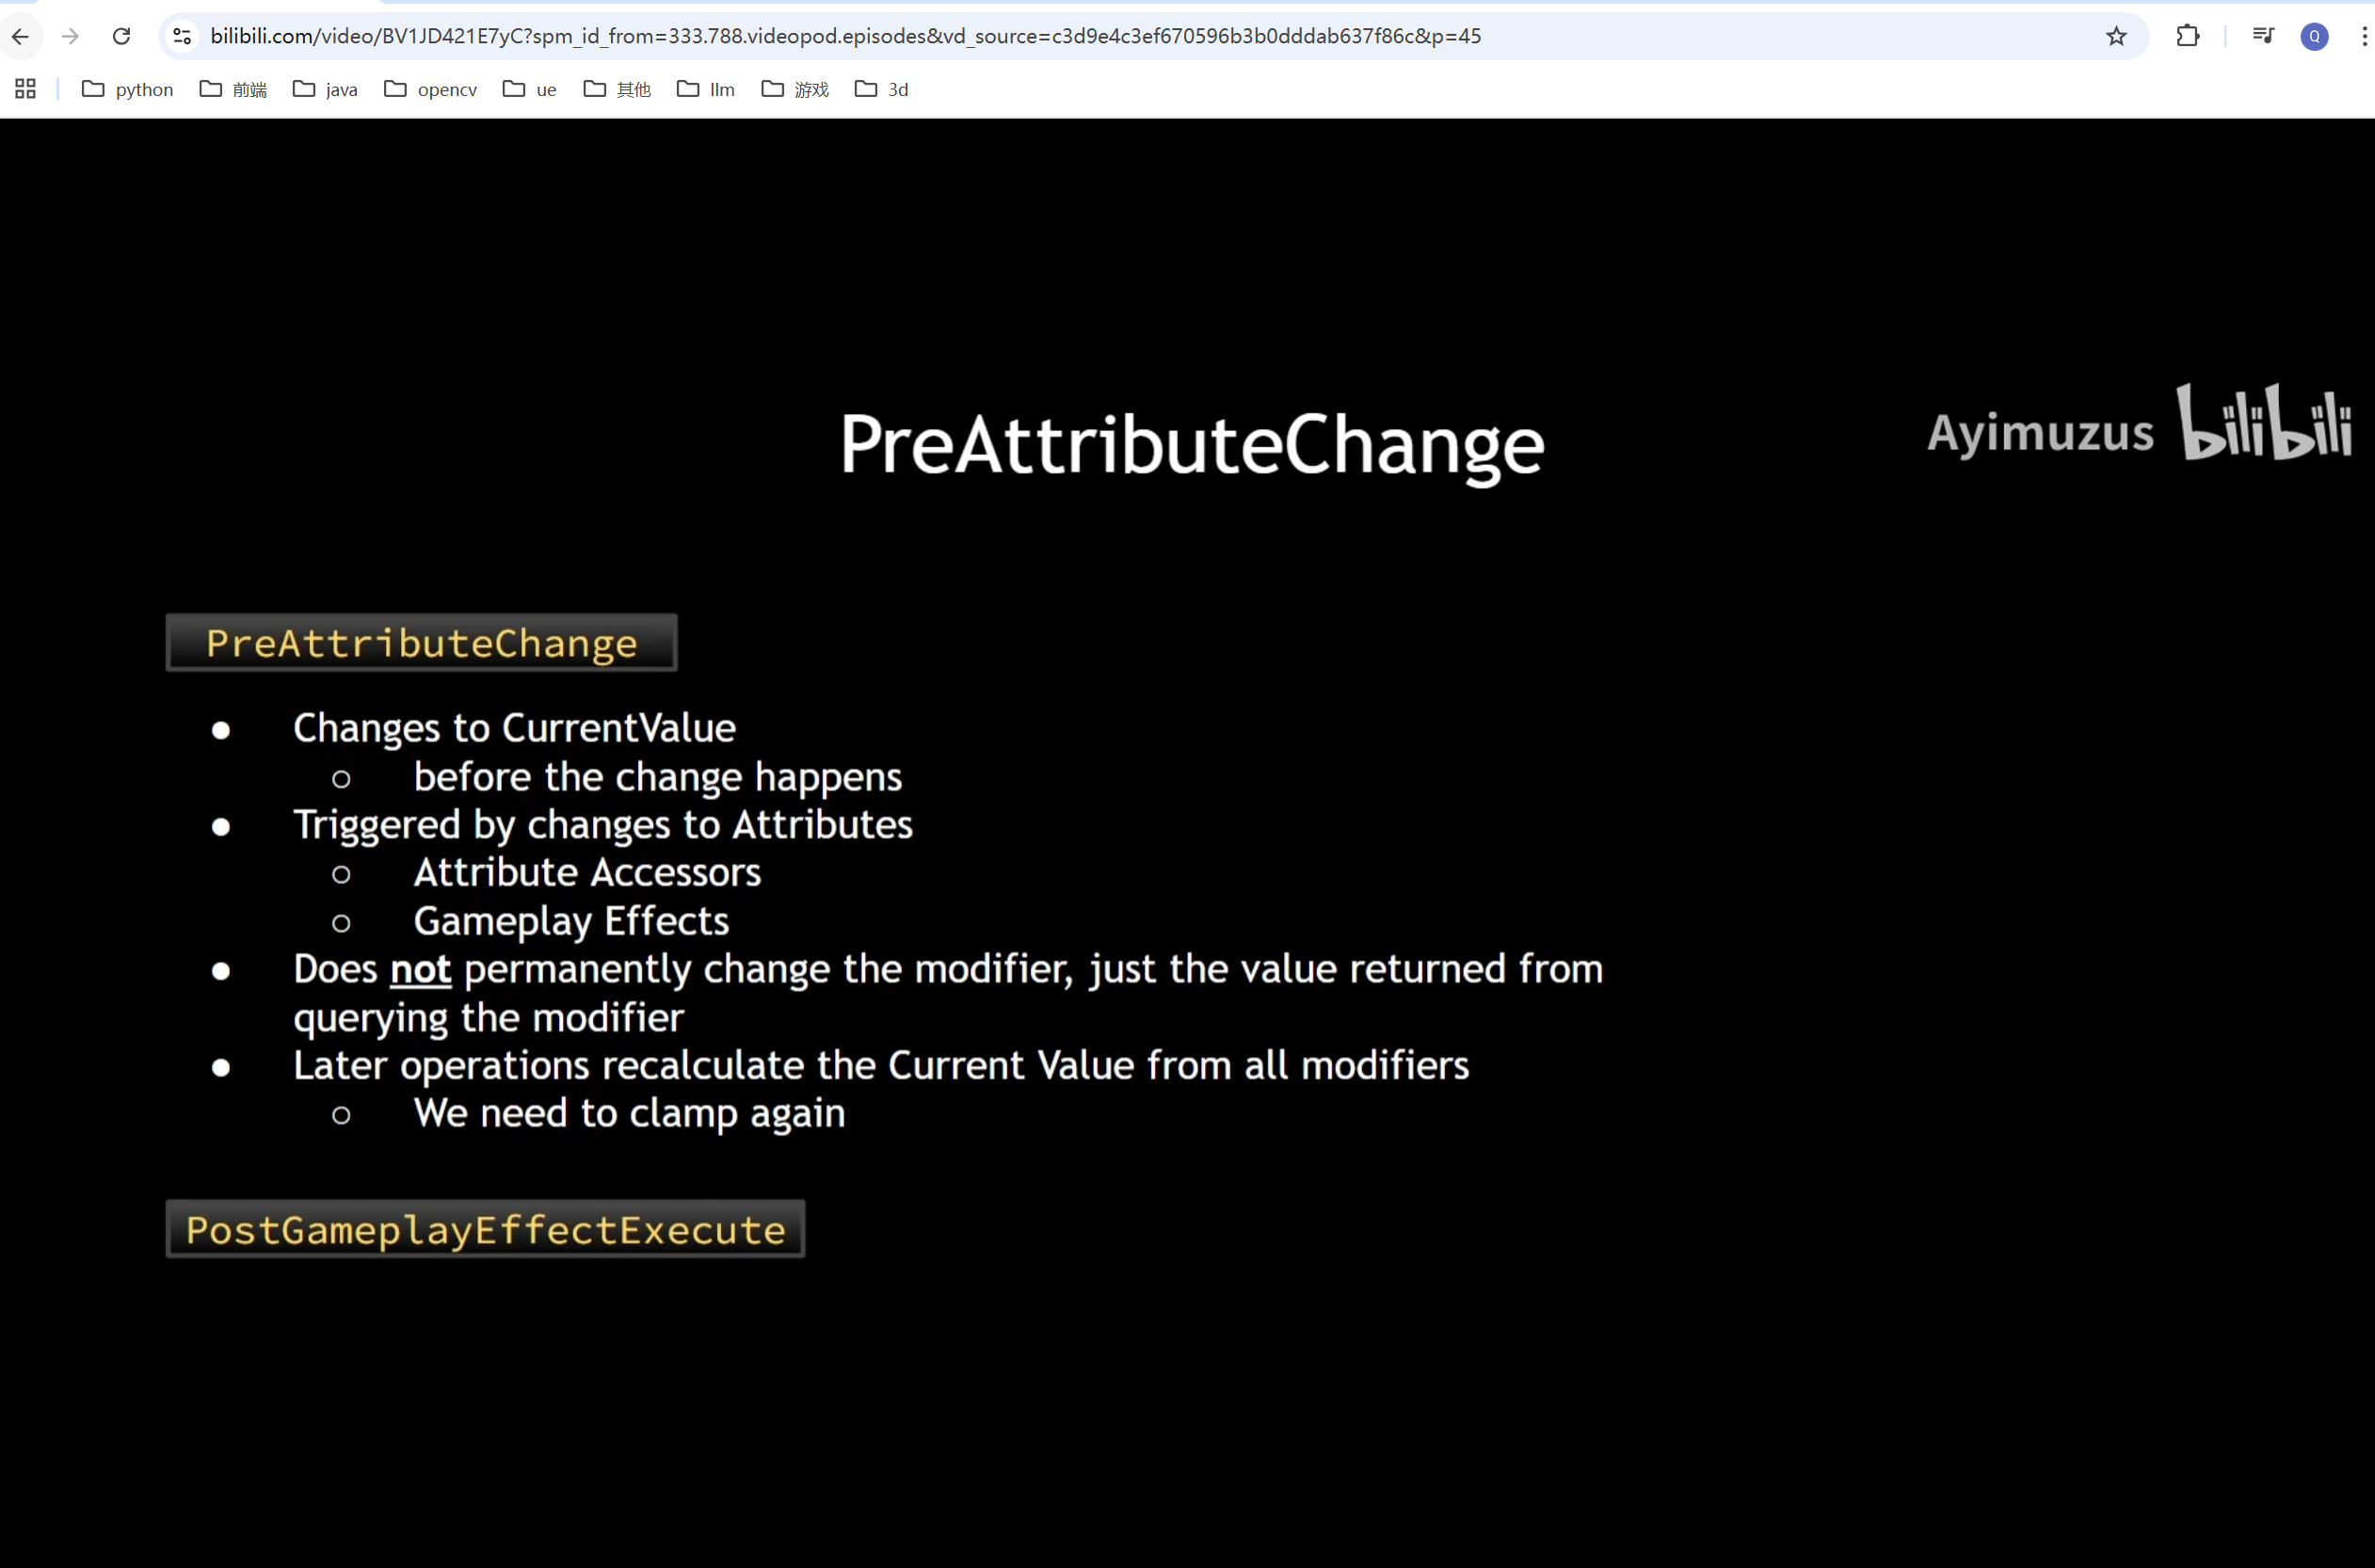 bilibili.com/video/BV1JD421E7yC?spm_id_from=333.788.videopod.episodes&vd_source=c3d9e4c3ef670596b3b0dddab637f86c&p=45
Q
python 前端 java opencv ue 其他 llm 游戏 3d
PreAttributeChange
Ayimuzus bilibili
PreAttributeChange
● Changes to CurrentValue
○ before the change happens
● Triggered by changes to Attributes
○ Attribute Accessors
○ Gameplay Effects
● Does not permanently change the modifier, just the value returned from
querying the modifier
● Later operations recalculate the Current Value from all modifiers
○ We need to clamp again
PostGameplayEffectExecute